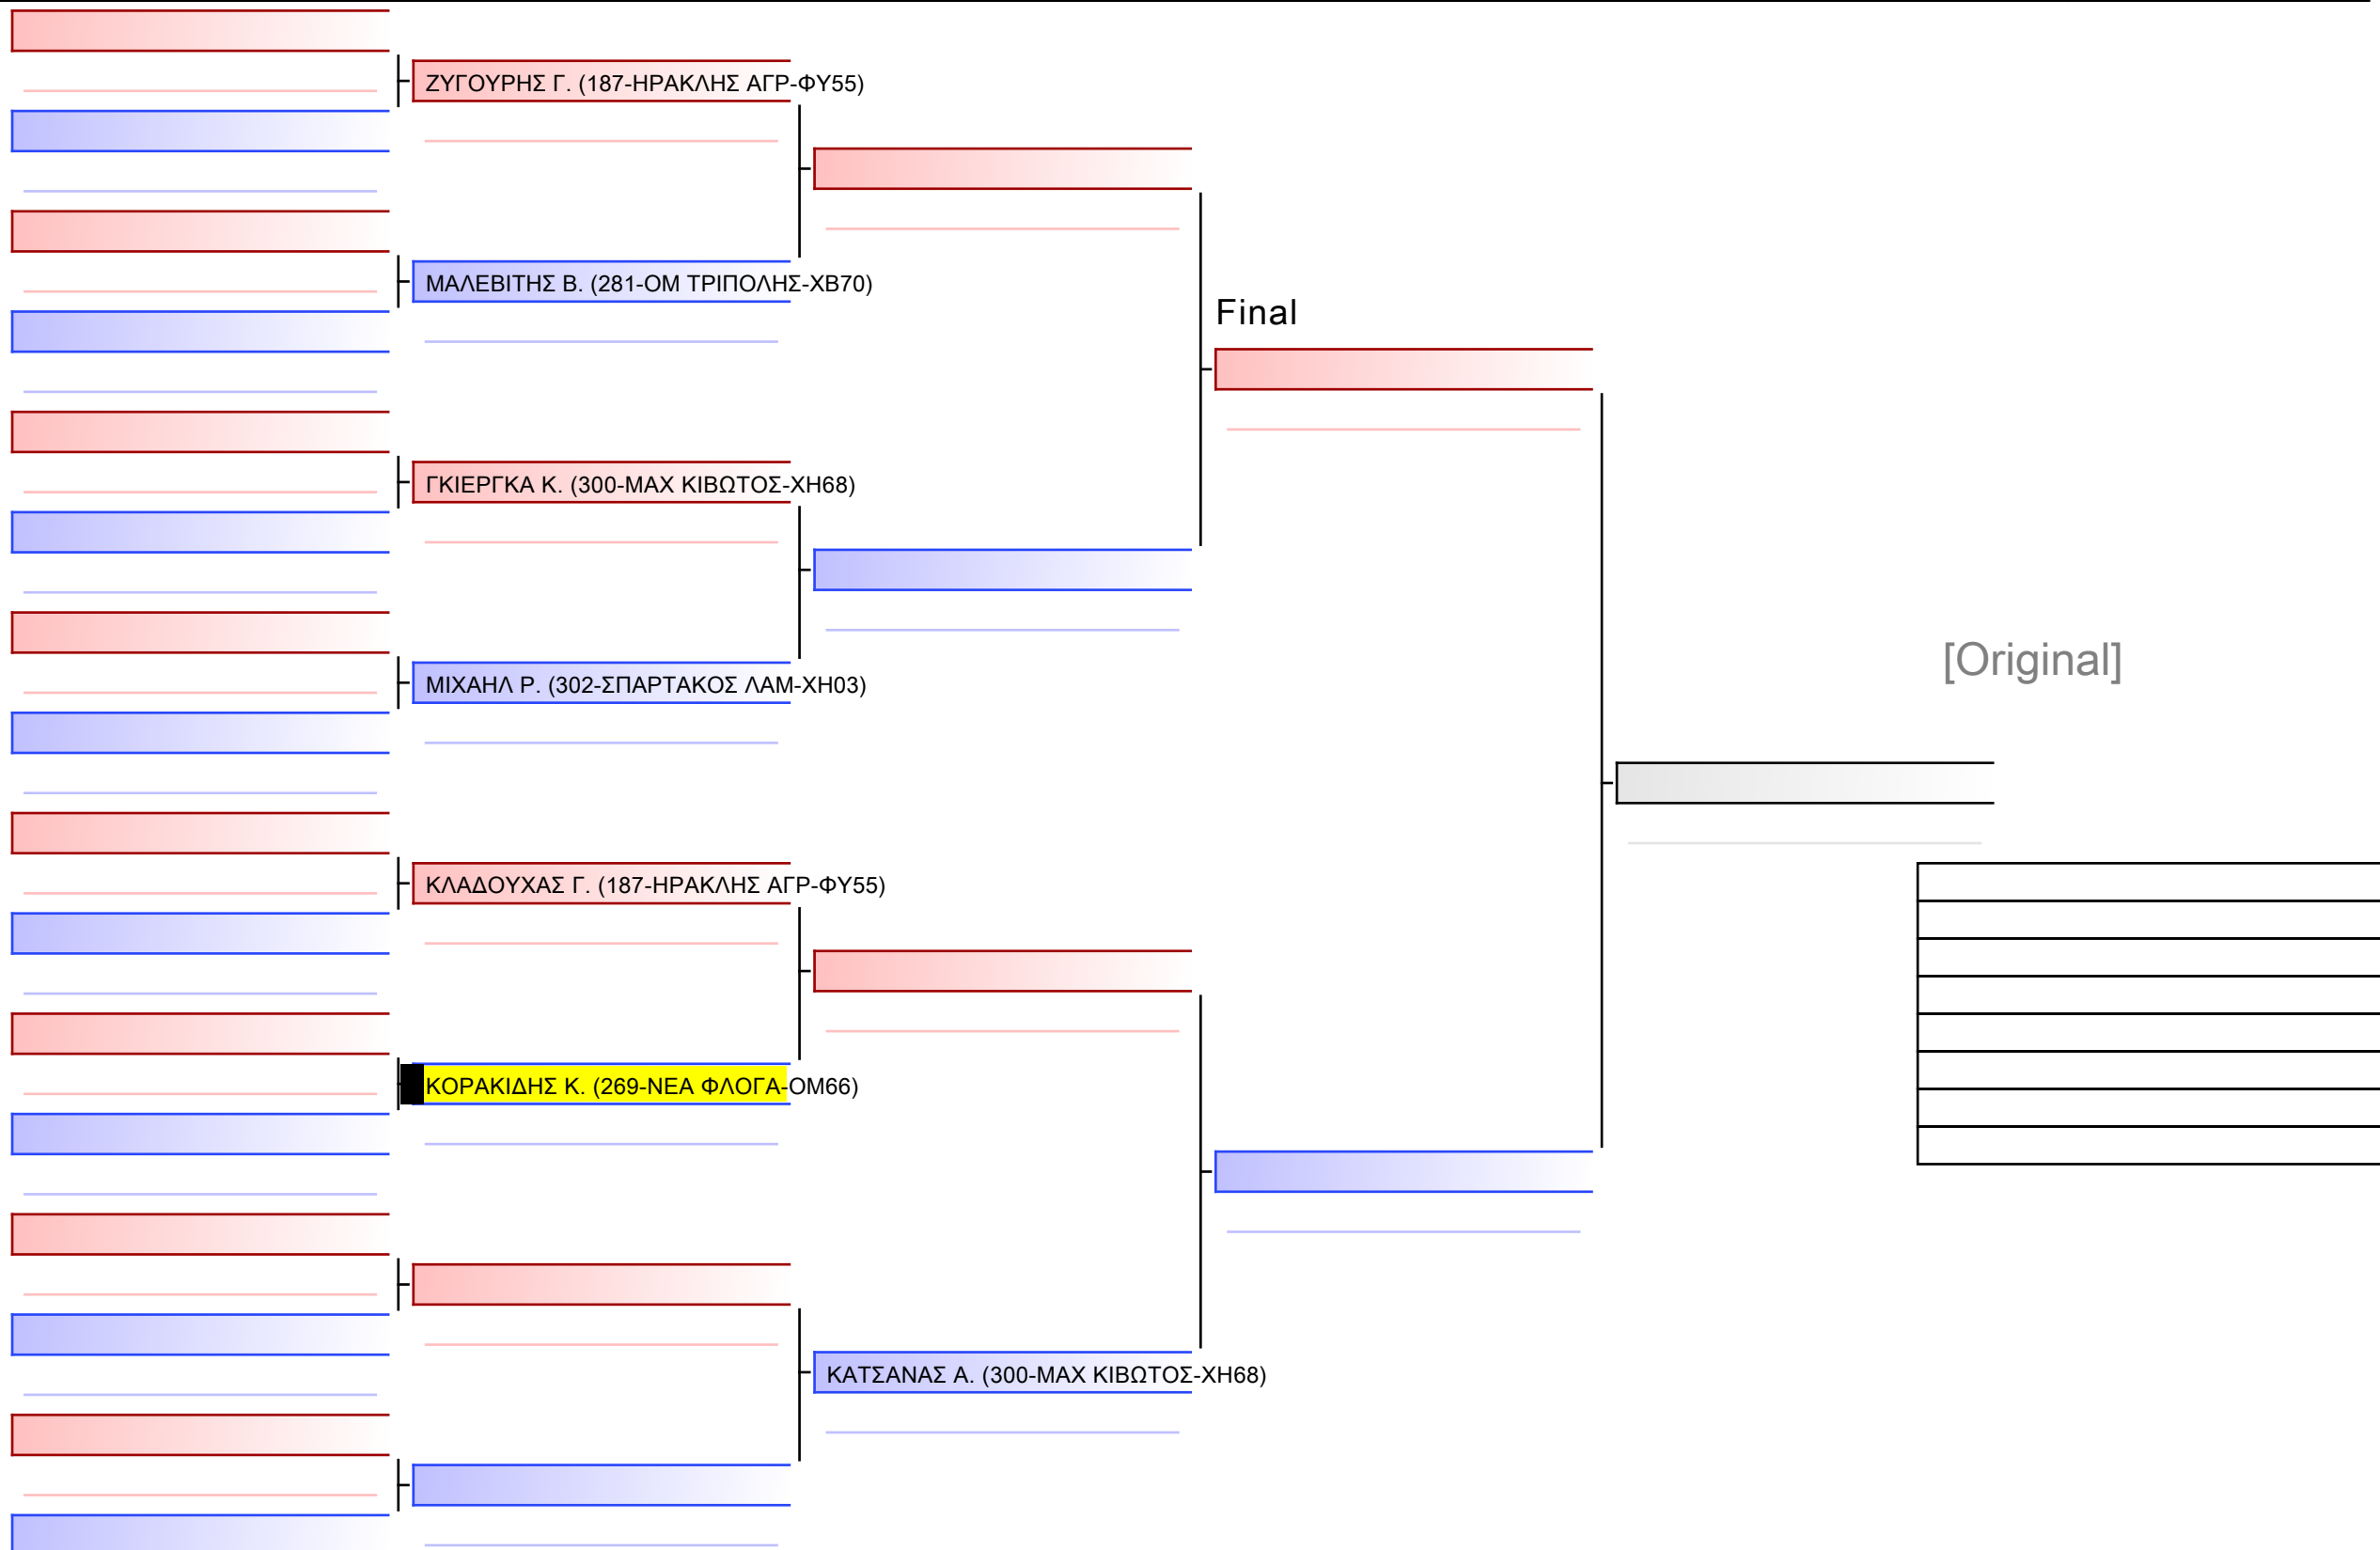 ΖΥΓΟΥΡΗΣ Γ. (187-ΗΡΑΚΛΗΣ ΑΓΡ-ΦΥ55)
ΜΑΛΕΒΙΤΗΣ Β. (281-ΟΜ ΤΡΙΠΟΛΗΣ-ΧΒ70)
Final
ΓΚΙΕΡΓΚΑ Κ. (300-ΜΑΧ ΚΙΒΩΤΟΣ-ΧΗ68)
[Original]
ΜΙΧΑΗΛ Ρ. (302-ΣΠΑΡΤΑΚΟΣ ΛΑΜ-ΧΗ03)
ΚΛΑΔΟΥΧΑΣ Γ. (187-ΗΡΑΚΛΗΣ ΑΓΡ-ΦΥ55)
ΚΟΡΑΚΙΔΗΣ Κ. (269-ΝΕΑ ΦΛΟΓΑ-ΟΜ66)
ΚΑΤΣΑΝΑΣ Α. (300-ΜΑΧ ΚΙΒΩΤΟΣ-ΧΗ68)